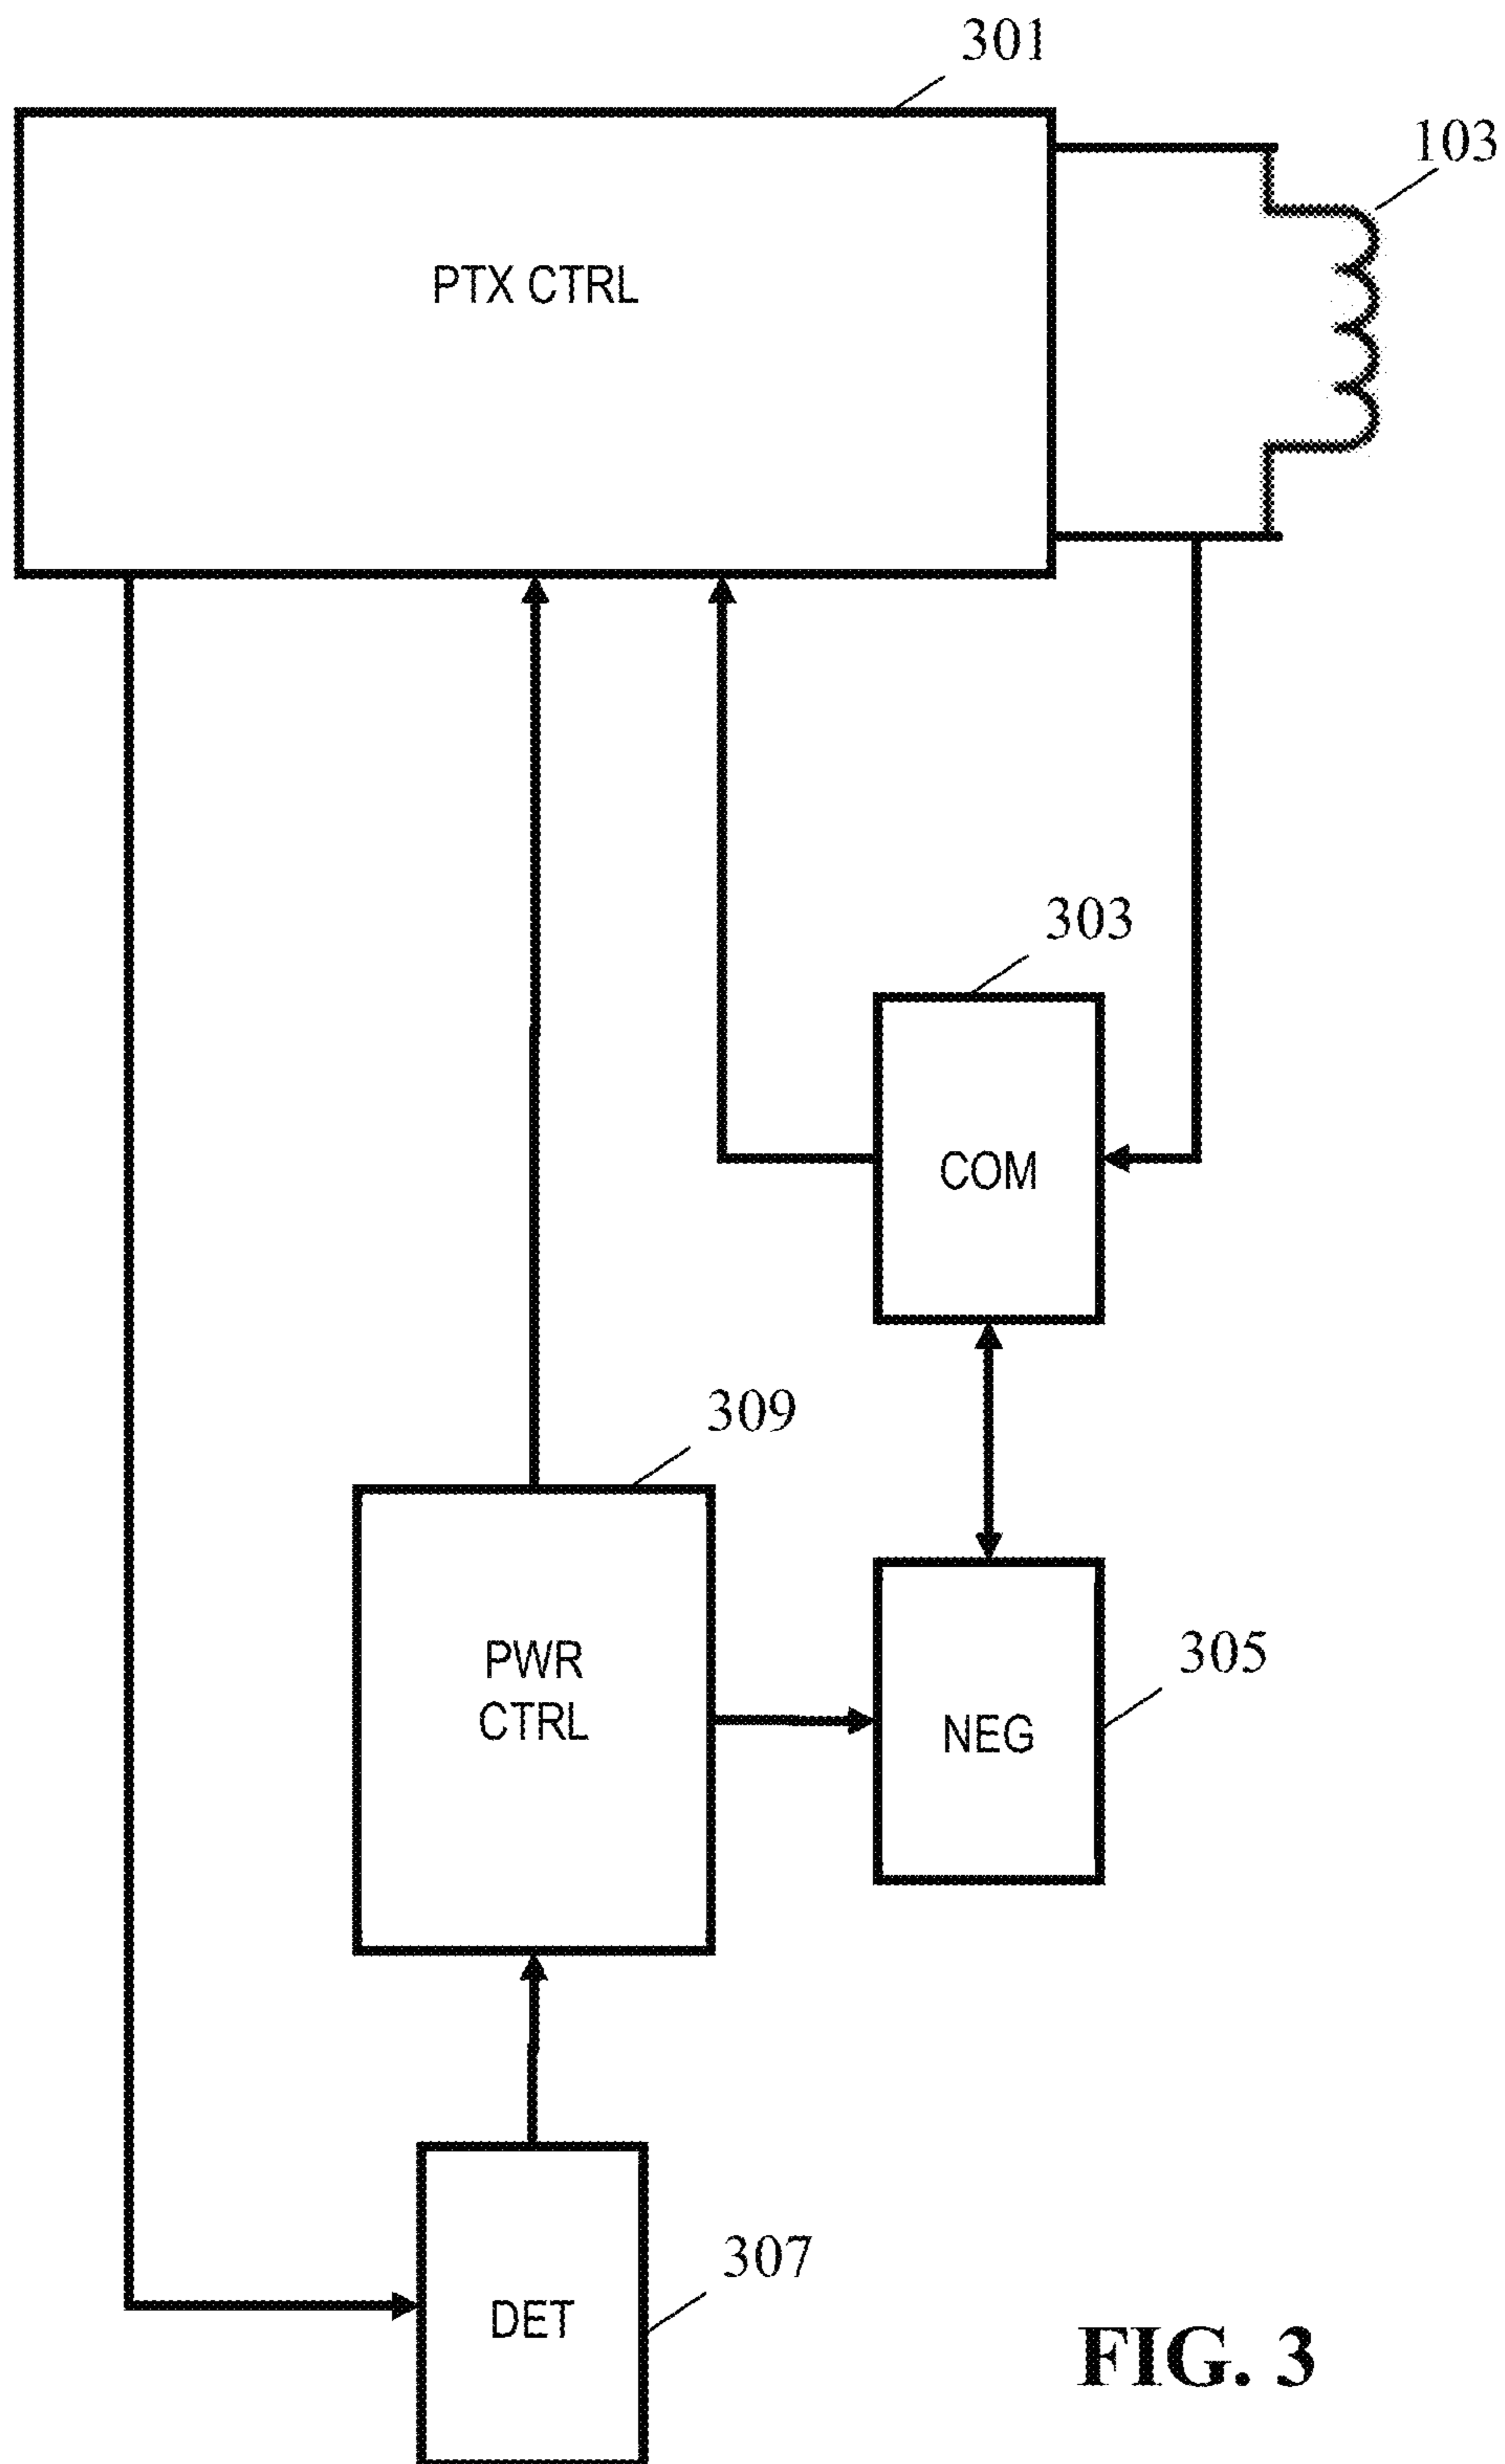 301
103
PTX CTRL
303
COM
309
PWR
CTRL
305
NEG
307
DET
FIG. 3